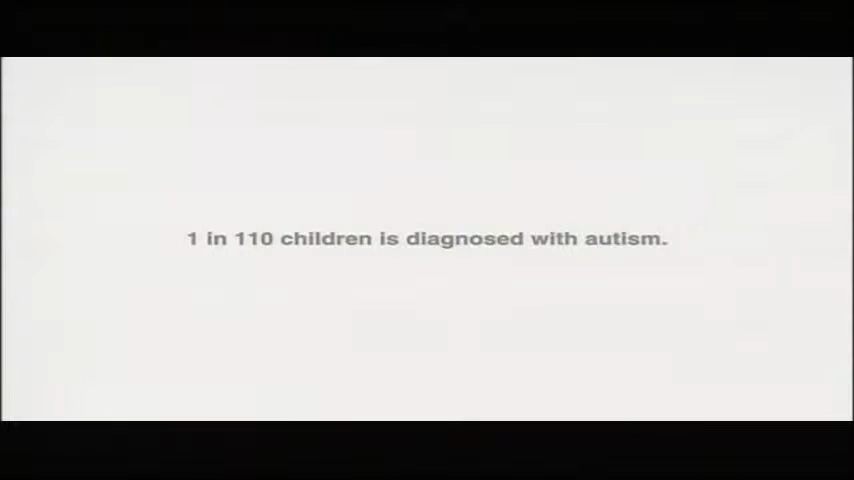 1 in 110 children is diagnosed with autism.